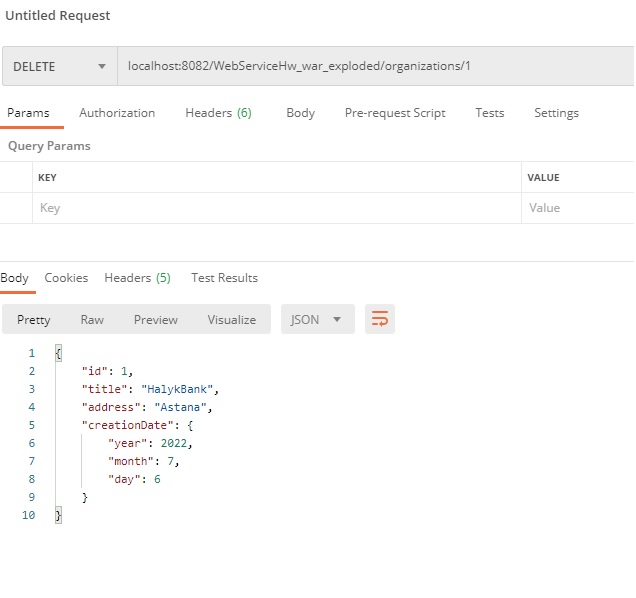 Untitled Request
DELETE localhost:8082/WebServiceHw_war_exploded/organizations/1
Params Authorization Headers (6) Body Pre-request Script Tests Settings
Query Params
KEY VALUE
Key Value
Body Cookies Headers (5) Test Results
Pretty Raw Preview Visualize JSON
1 {
2 "id": 1,
3 "title": "HalykBank",
4 "address": "Astana",
5 "creationDate": {
6 "year": 2022,
7 "month": 7,
8 "day": 6
9 }
10 }